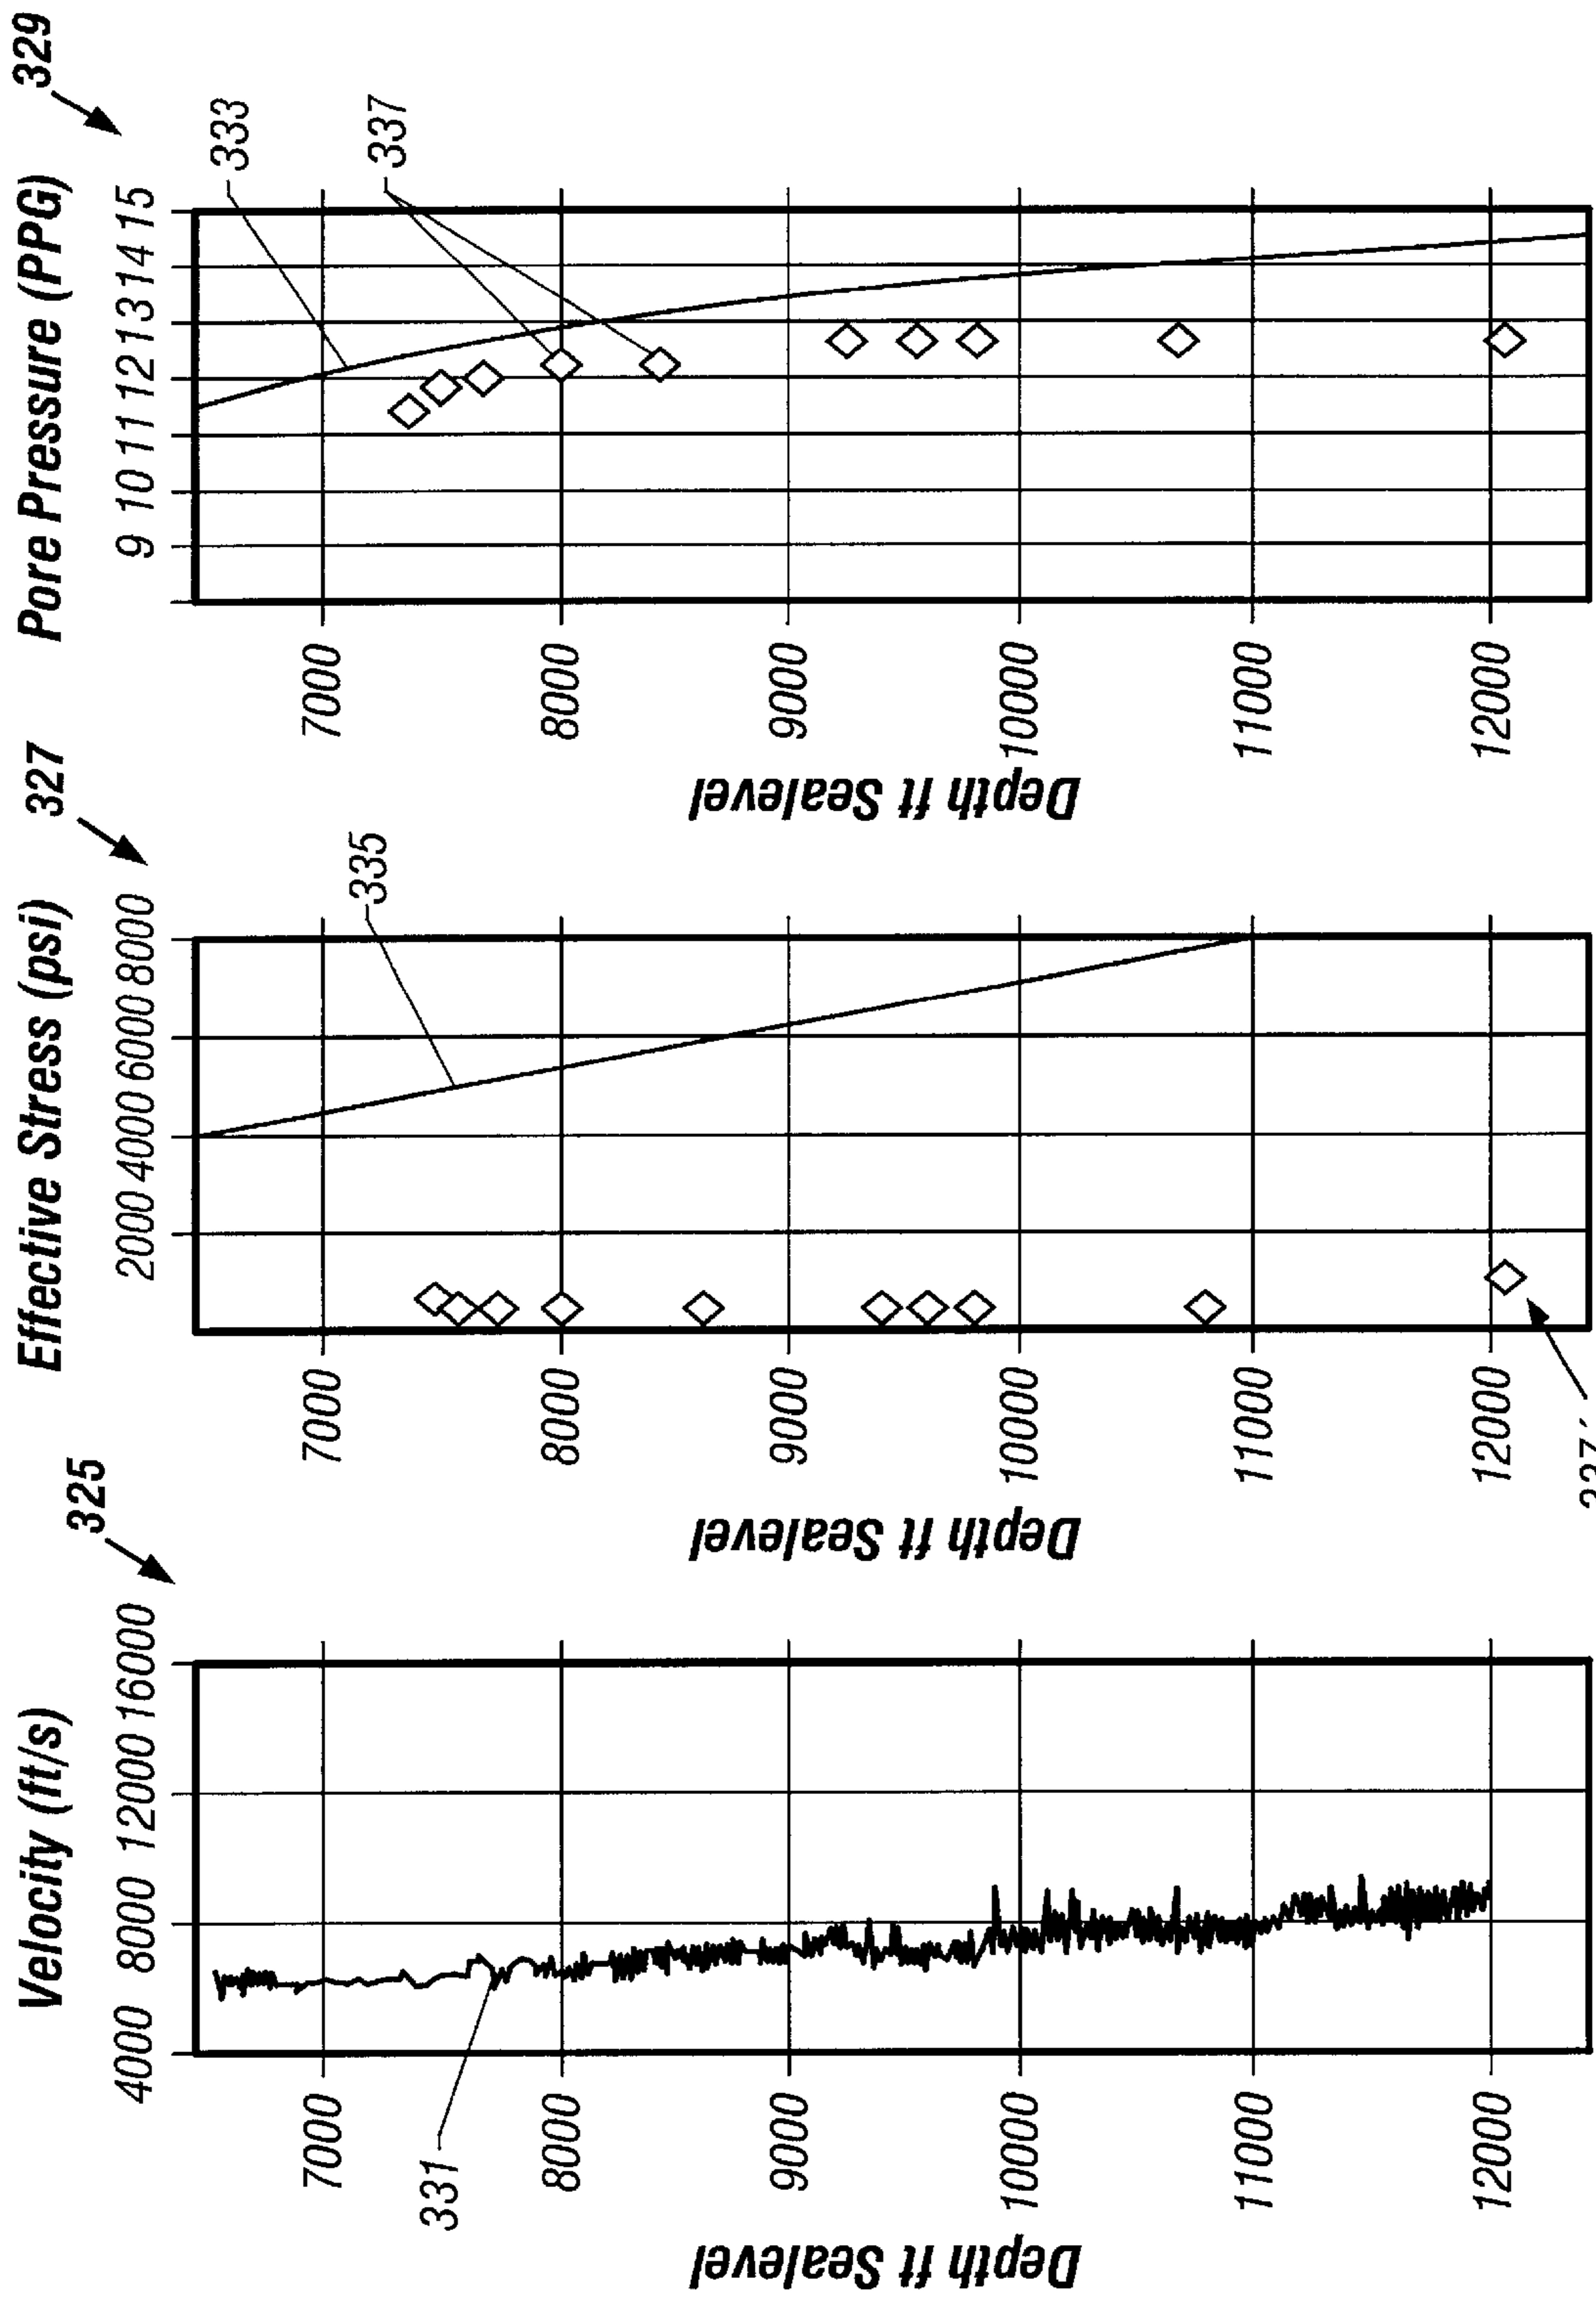 Velocity (ft/s)
325
4000 8000 12000 16000
7000
8000
9000
10000
11000
12000
Depth ft Sealevel
331
Effective Stress (psi)
327
2000 4000 6000 8000
7000
8000
9000
10000
11000
12000
Depth ft Sealevel
335
Pore Pressure (PPG)
329
9 10 11 12 13 14 15
7000
8000
9000
10000
11000
12000
Depth ft Sealevel
333
337